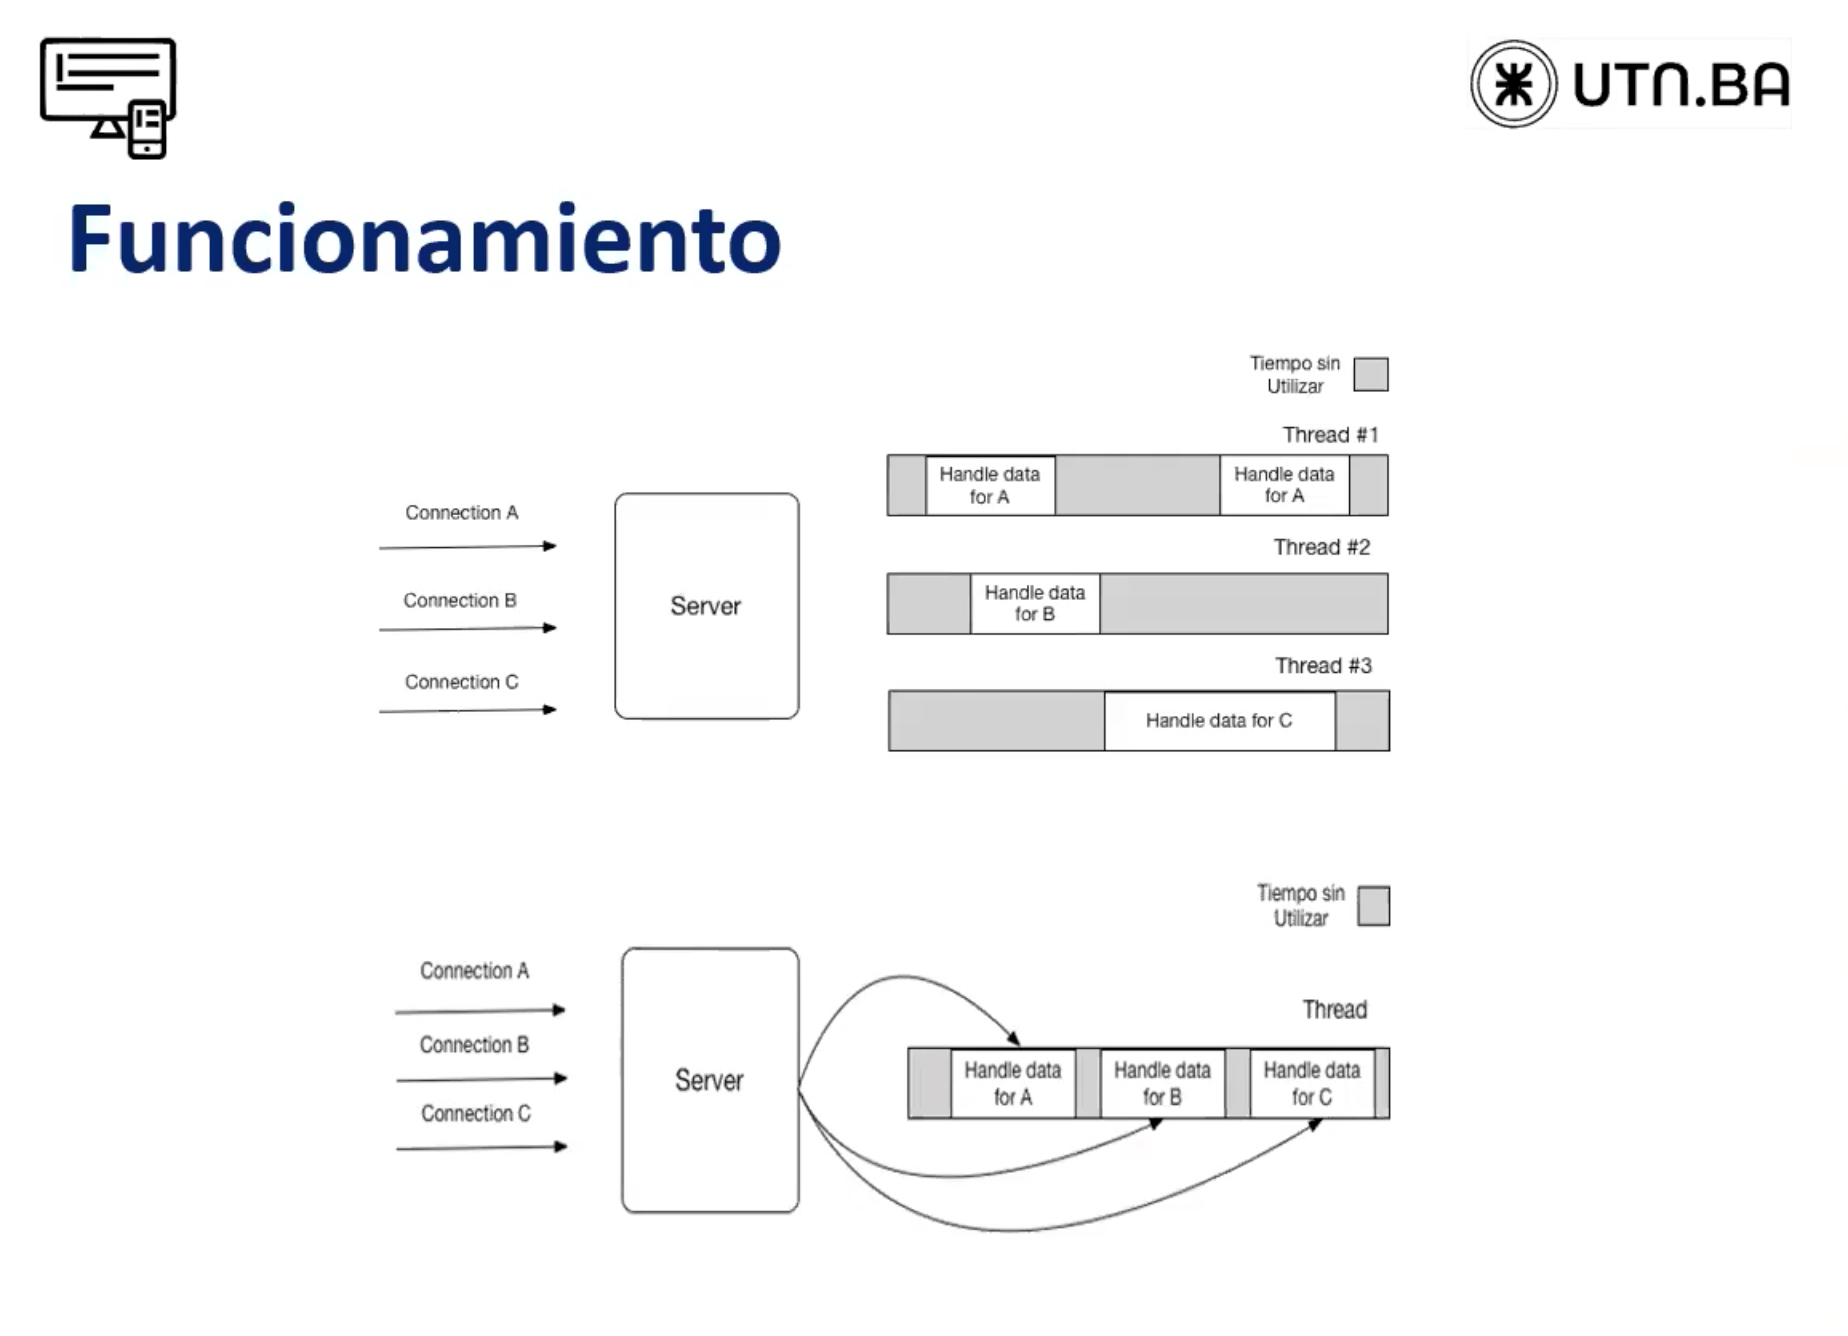 UTN.BA
Funcionamiento
Tiempo sin
Utilizar
Thread #1
Handle data
for A
Handle data
for A
Connection A
Connection B
Connection C
Server
Thread #2
Handle data
for B
Thread #3
Handle data for C
Tiempo sin
Utilizar
Connection A
Connection B
Connection C
Server
Thread
Handle data
for A
Handle data
for B
Handle data
for C